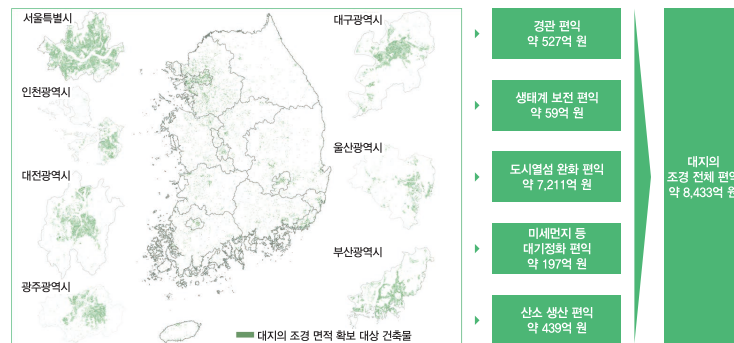 서울특별시
인천광역시
대전광역시
광주광역시
대구광역시
울산광역시
부산광역시
대지의 조경 면적 확보 대상 건축물
경관 편익
약 527억 원
생태계 보전 편익
약 59억 원
도시열섬 완화 편익
약 7,211억 원
미세먼지 등
대기정화 편익
약 197억 원
산소 생산 편익
약 439억 원
대지의
조경 전체 편익
약 8,433억 원